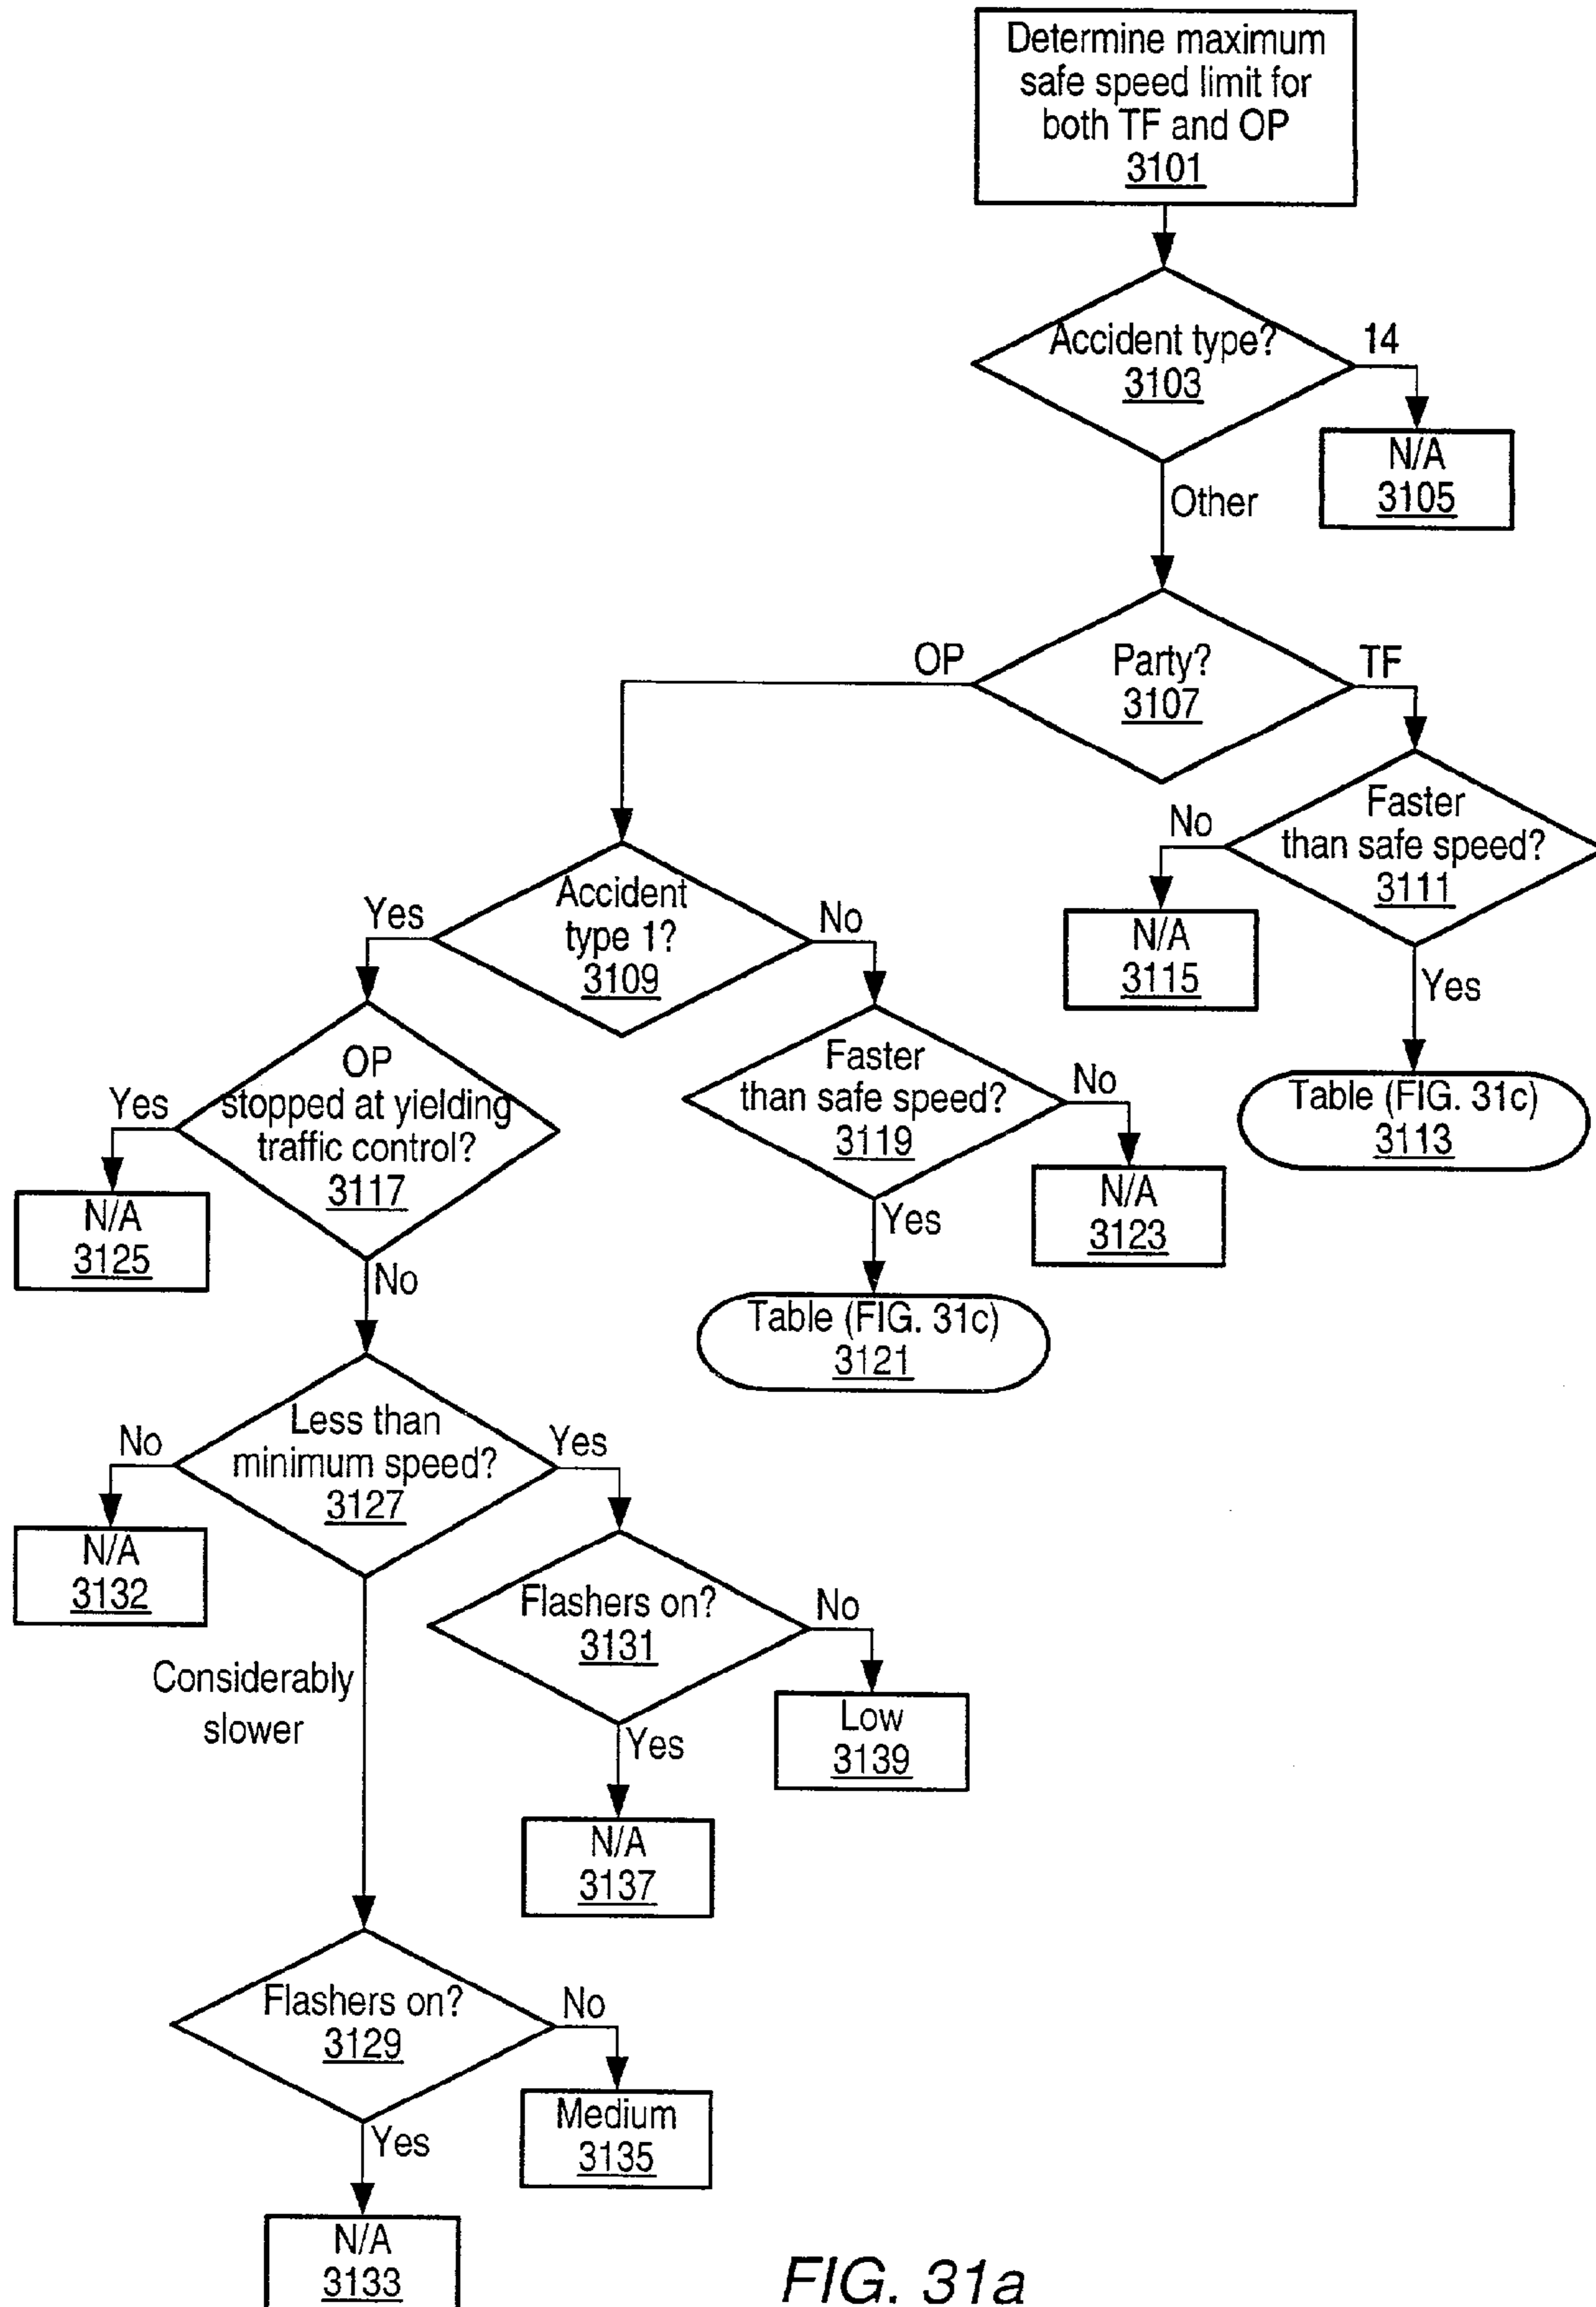 Determine maximum
safe speed limit for
both TF and OP
3101
Accident type?
3103
14
N/A
3105
Other
Party?
3107
OP
TF
Faster
than safe speed?
3111
No
N/A
3115
Yes
Table (FIG. 31c)
3113
Accident
type 1?
3109
Yes
No
OP
stopped at yielding
traffic control?
3117
Yes
N/A
3125
No
Faster
than safe speed?
3119
No
N/A
3123
Yes
Table (FIG. 31c)
3121
Less than
minimum speed?
3127
No
Yes
N/A
3132
Flashers on?
3131
No
Low
3139
Yes
N/A
3137
Considerably
slower
Flashers on?
3129
No
Medium
3135
Yes
N/A
3133
FIG. 31a